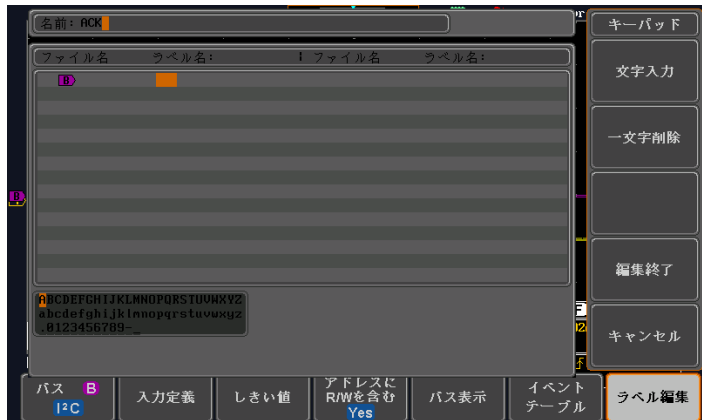 名前: ACK
ファイル名 ラベル名: ファイル名 ラベル名:
B
B
ABCDEFGHIJKLMNOPQRSTUVWXYZ
abcdefghijklmnopqrstuvwxyz
.0123456789-_
キーパッド
文字入力
一文字削除
編集終了
キャンセル
バス B
I²C
入力定義
しきい値
アドレスに
R/Wを含む
Yes
バス表示
イベント
テーブル
ラベル編集